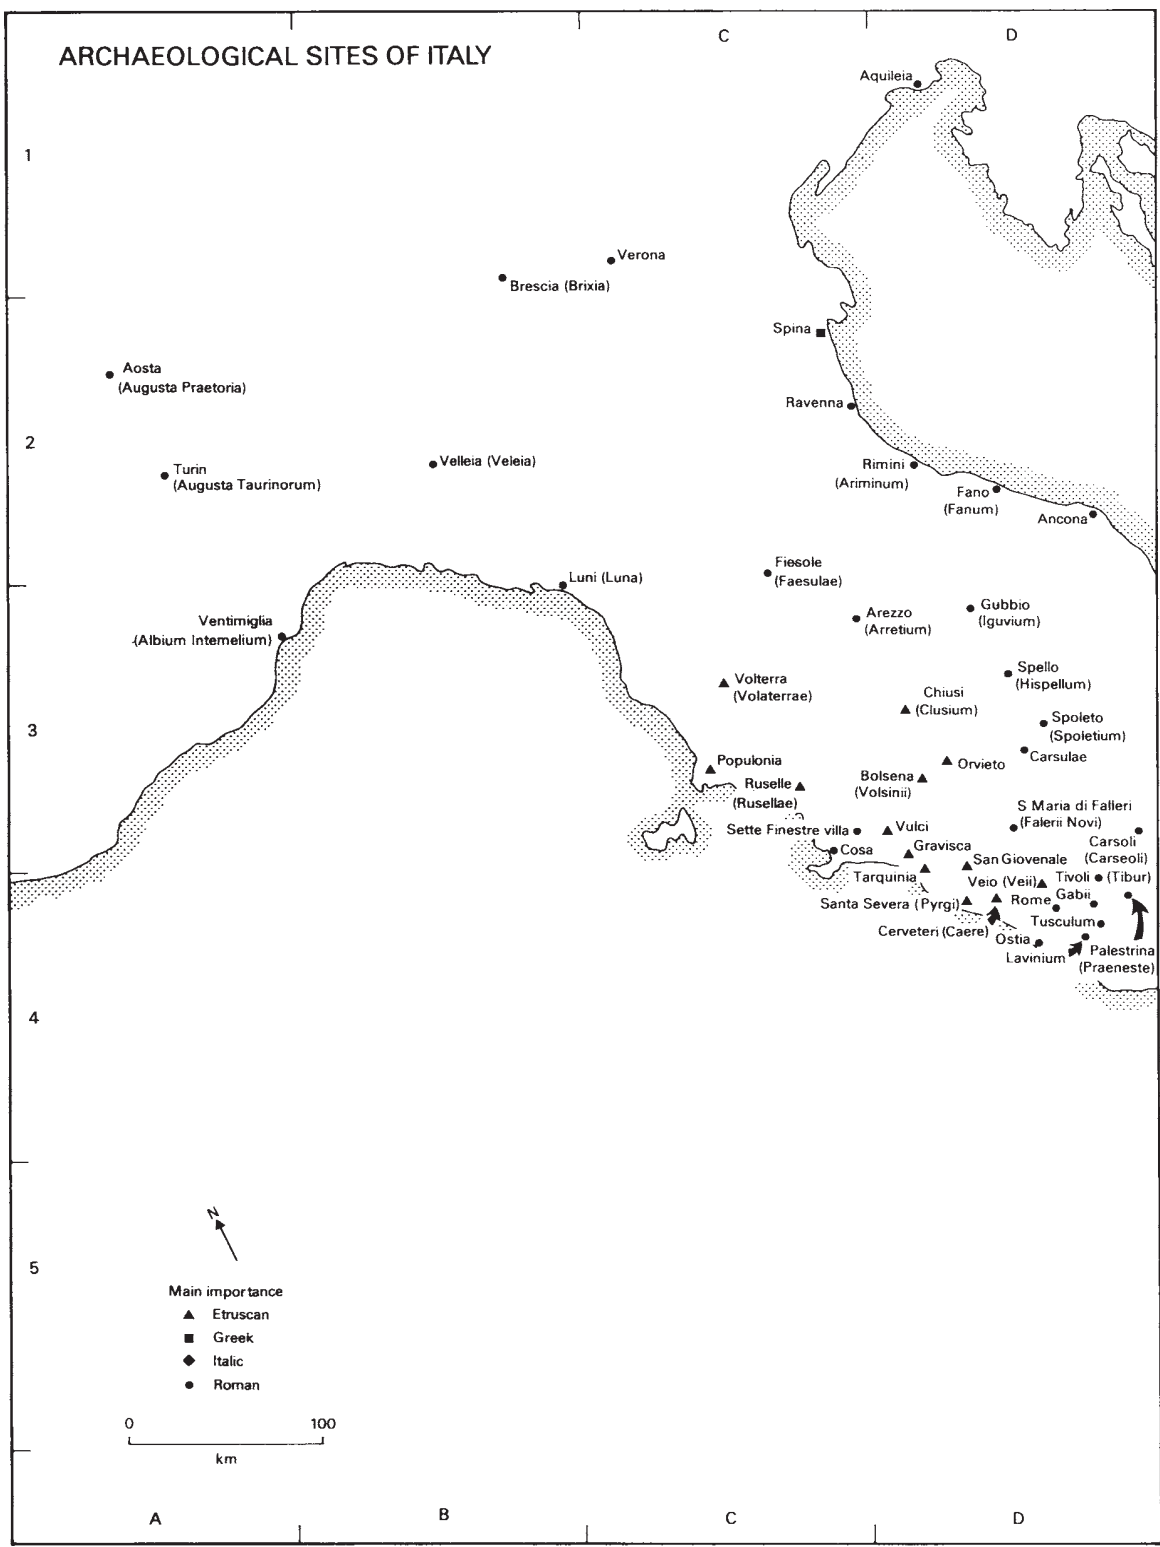 C
D
ARCHAEOLOGICAL SITES OF ITALY
Aquileia
1
Verona
Brescia (Brixia)
Spina
Aosta
(Augusta Praetoria)
Ravenna
2
Velleia (Veleia)
Turin
(Augusta Taurinorum)
Rimini
(Ariminum)
Fano
(Fanum)
Ancona
Fiesole
(Faesulae)
Luni (Luna)
Gubbio
(Iguvium)
Arezzo
(Arretium)
Ventimiglia
(Albium Internelium)
Spello
(Hispellum)
Volterra
(Volaterrae)
Chiusi
(Clusium)
3
Spoleto
(Spoletium)
Carsulae
Populonia
Orvieto
Bolsena
(Volsinii)
Ruselle
(Rusellae)
S Maria di Falleri
(Falerii Novi)
Sette Finestre villa
Vulci
Carsoli
(Carseoli)
Cosa
Gravisca
San Giovenale
Tarquinia
Veio (Veii)
Tivoli
(Tibur)
Santa Severa (Pyrgi)
Rome
Gabii
Tusculum
Cerveteri (Caere)
Ostia
Lavinium
Palestrina
(Praeneste)
4
N
5
Main importance
Etruscan
Greek
Italic
Roman
0 100
km
A
B
C
D